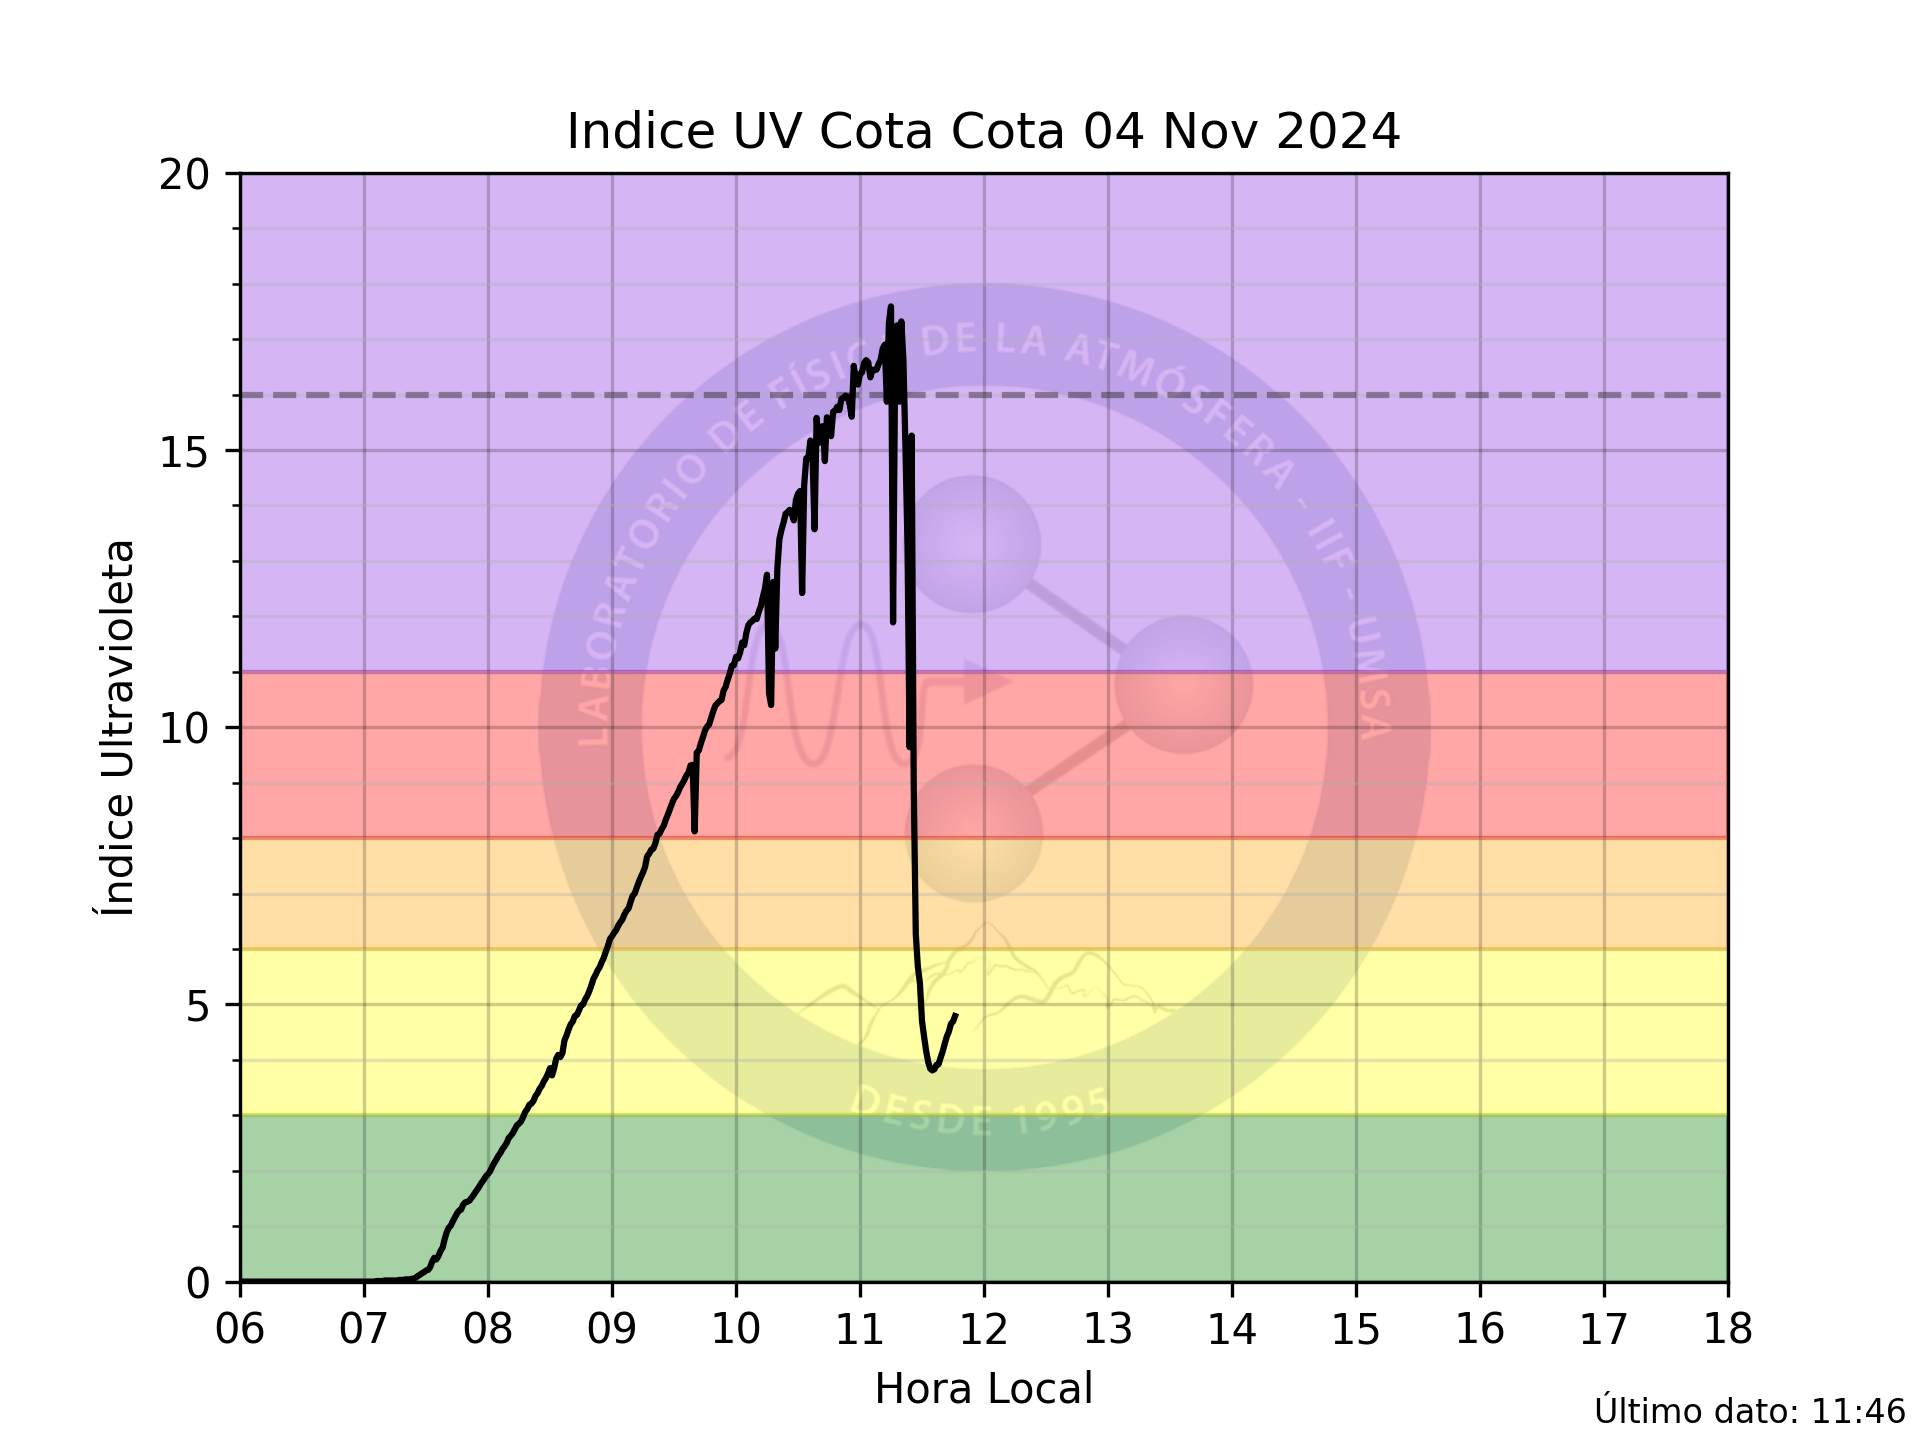 Indice UV Cota Cota 04 Nov 2024
20
15
10
5
0
Índice Ultravioleta
LABORATORIO DE FÍSICA DE LA ATMÓSFERA - IIF - UMSA
DESDE 1995
06 07 08 09 10 11 12 13 14 15 16 17 18
Hora Local
Último dato: 11:46